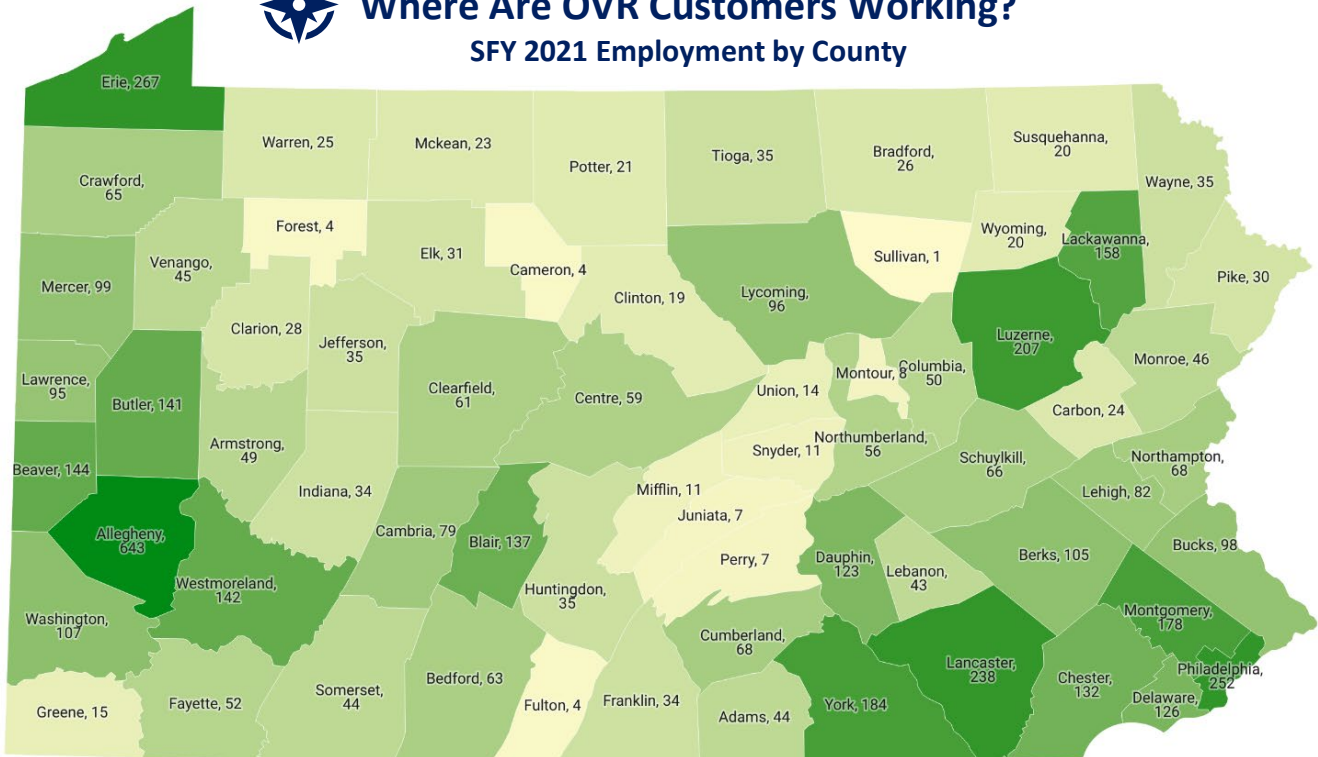 Where Are OVR Customers Working?
SFY 2021 Employment by County
Erie, 267
Warren, 25
Mckean, 23
Potter, 21
Tioga, 35
Bradford,
26
Susquehanna,
20
Wayne, 35
Crawford,
65
Forest, 4
Elk, 31
Cameron, 4
Clinton, 19
Lycoming,
96
Sullivan, 1
Wyoming,
20
Lackawanna,
158
Pike, 30
Venango,
45
Mercer, 99
Clarion, 28
Jefferson,
35
Luzerne,
207
Monroe, 46
Lawrence,
95
Butler, 141
Clearfield,
61
Centre, 59
Union, 14
Montour, 8
Columbia,
50
Carbon, 24
Armstrong,
49
Beaver, 144
Indiana, 34
Snyder, 11
Northumberland,
56
Schuylkill,
66
Northampton,
68
Mifflin, 11
Lehigh, 82
Juniata, 7
Allegheny,
643
Cambria, 79
Blair, 137
Perry, 7
Dauphin,
123
Lebanon,
43
Berks, 105
Bucks, 98
Westmoreland,
142
Huntingdon,
35
Washington,
107
Cumberland,
68
Montgomery,
178
Greene, 15
Fayette, 52
Somerset,
44
Bedford, 63
Fulton, 4
Franklin, 34
Adams, 44
York, 184
Lancaster,
238
Chester,
132
Delaware,
126
Philadelphia,
252